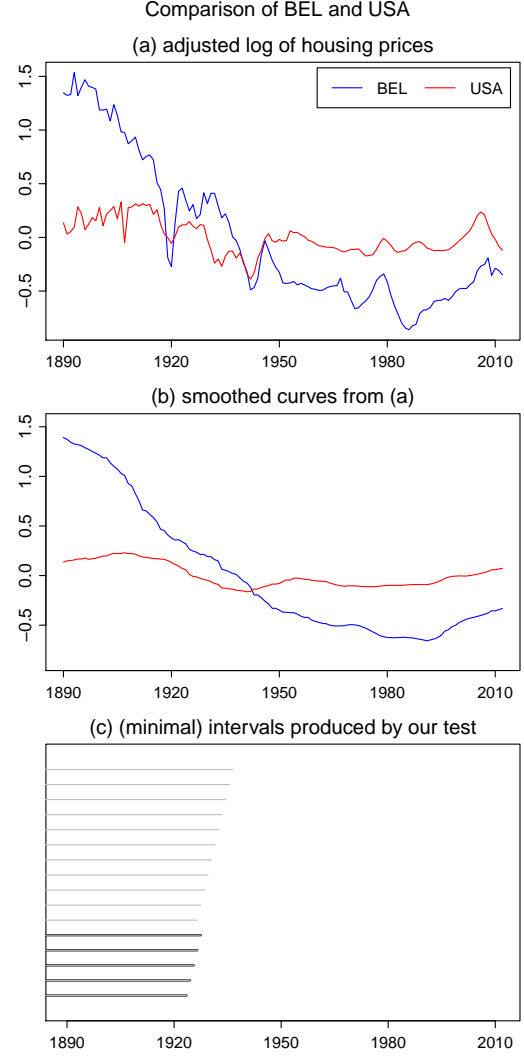 Comparison of BEL and USA
(a) adjusted log of housing prices
BEL USA
1.5
1.0
0.5
0.0
−0.5
1890 1920 1950 1980 2010
(b) smoothed curves from (a)
1.5
1.0
0.5
0.0
−0.5
1890 1920 1950 1980 2010
(c) (minimal) intervals produced by our test
1890 1920 1950 1980 2010